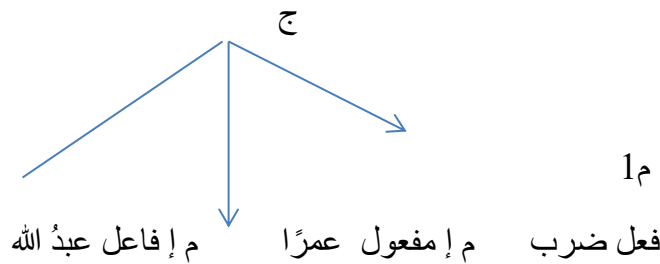 ج
م1
فعل ضرب م إ مفعول عمرًا م إ فاعل عبدُ الله